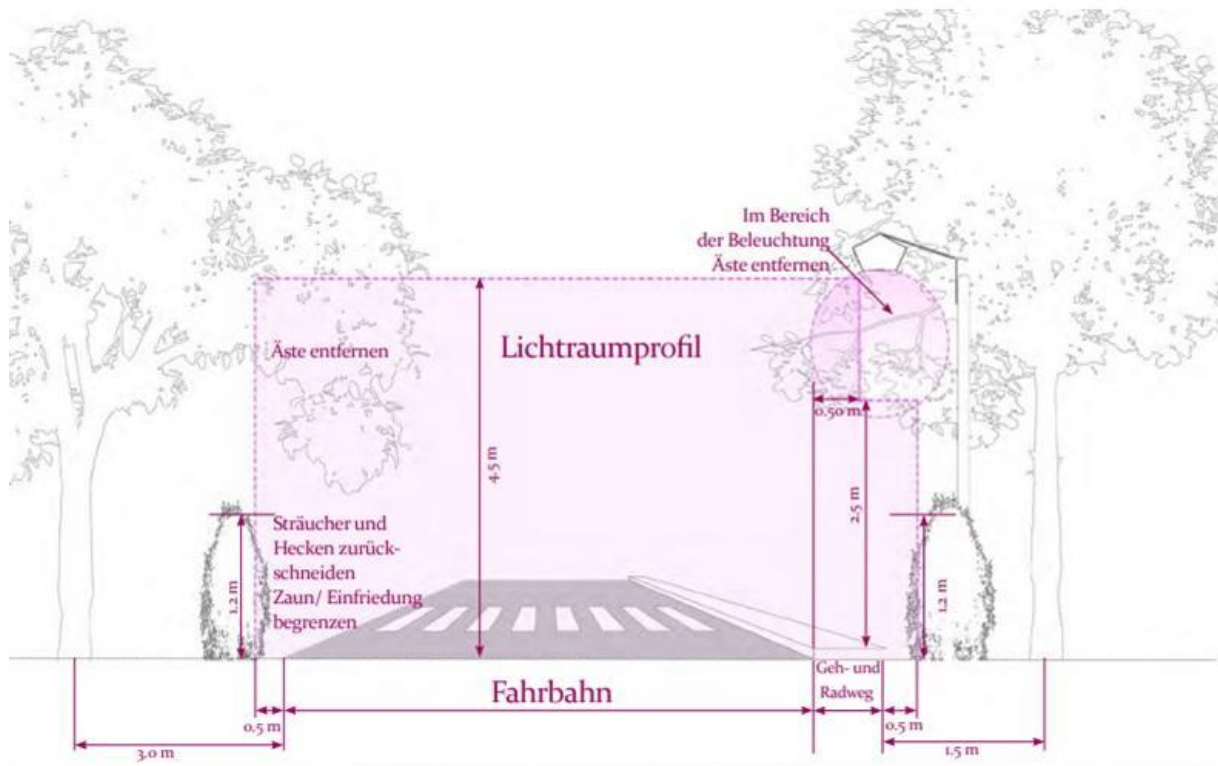 Im Bereich
der Beleuchtung
Äste entfernen
Äste entfernen
Lichtraumprofil
0.50 m
4.5 m
2.5 m
Sträucher und
Hecken zurück-
schneiden
Zaun/ Einfriedung
begrenzen
1.2 m
1.2 m
Fahrbahn
Geh- und
Radweg
0.5 m
0.5 m
3.0 m
1.5 m